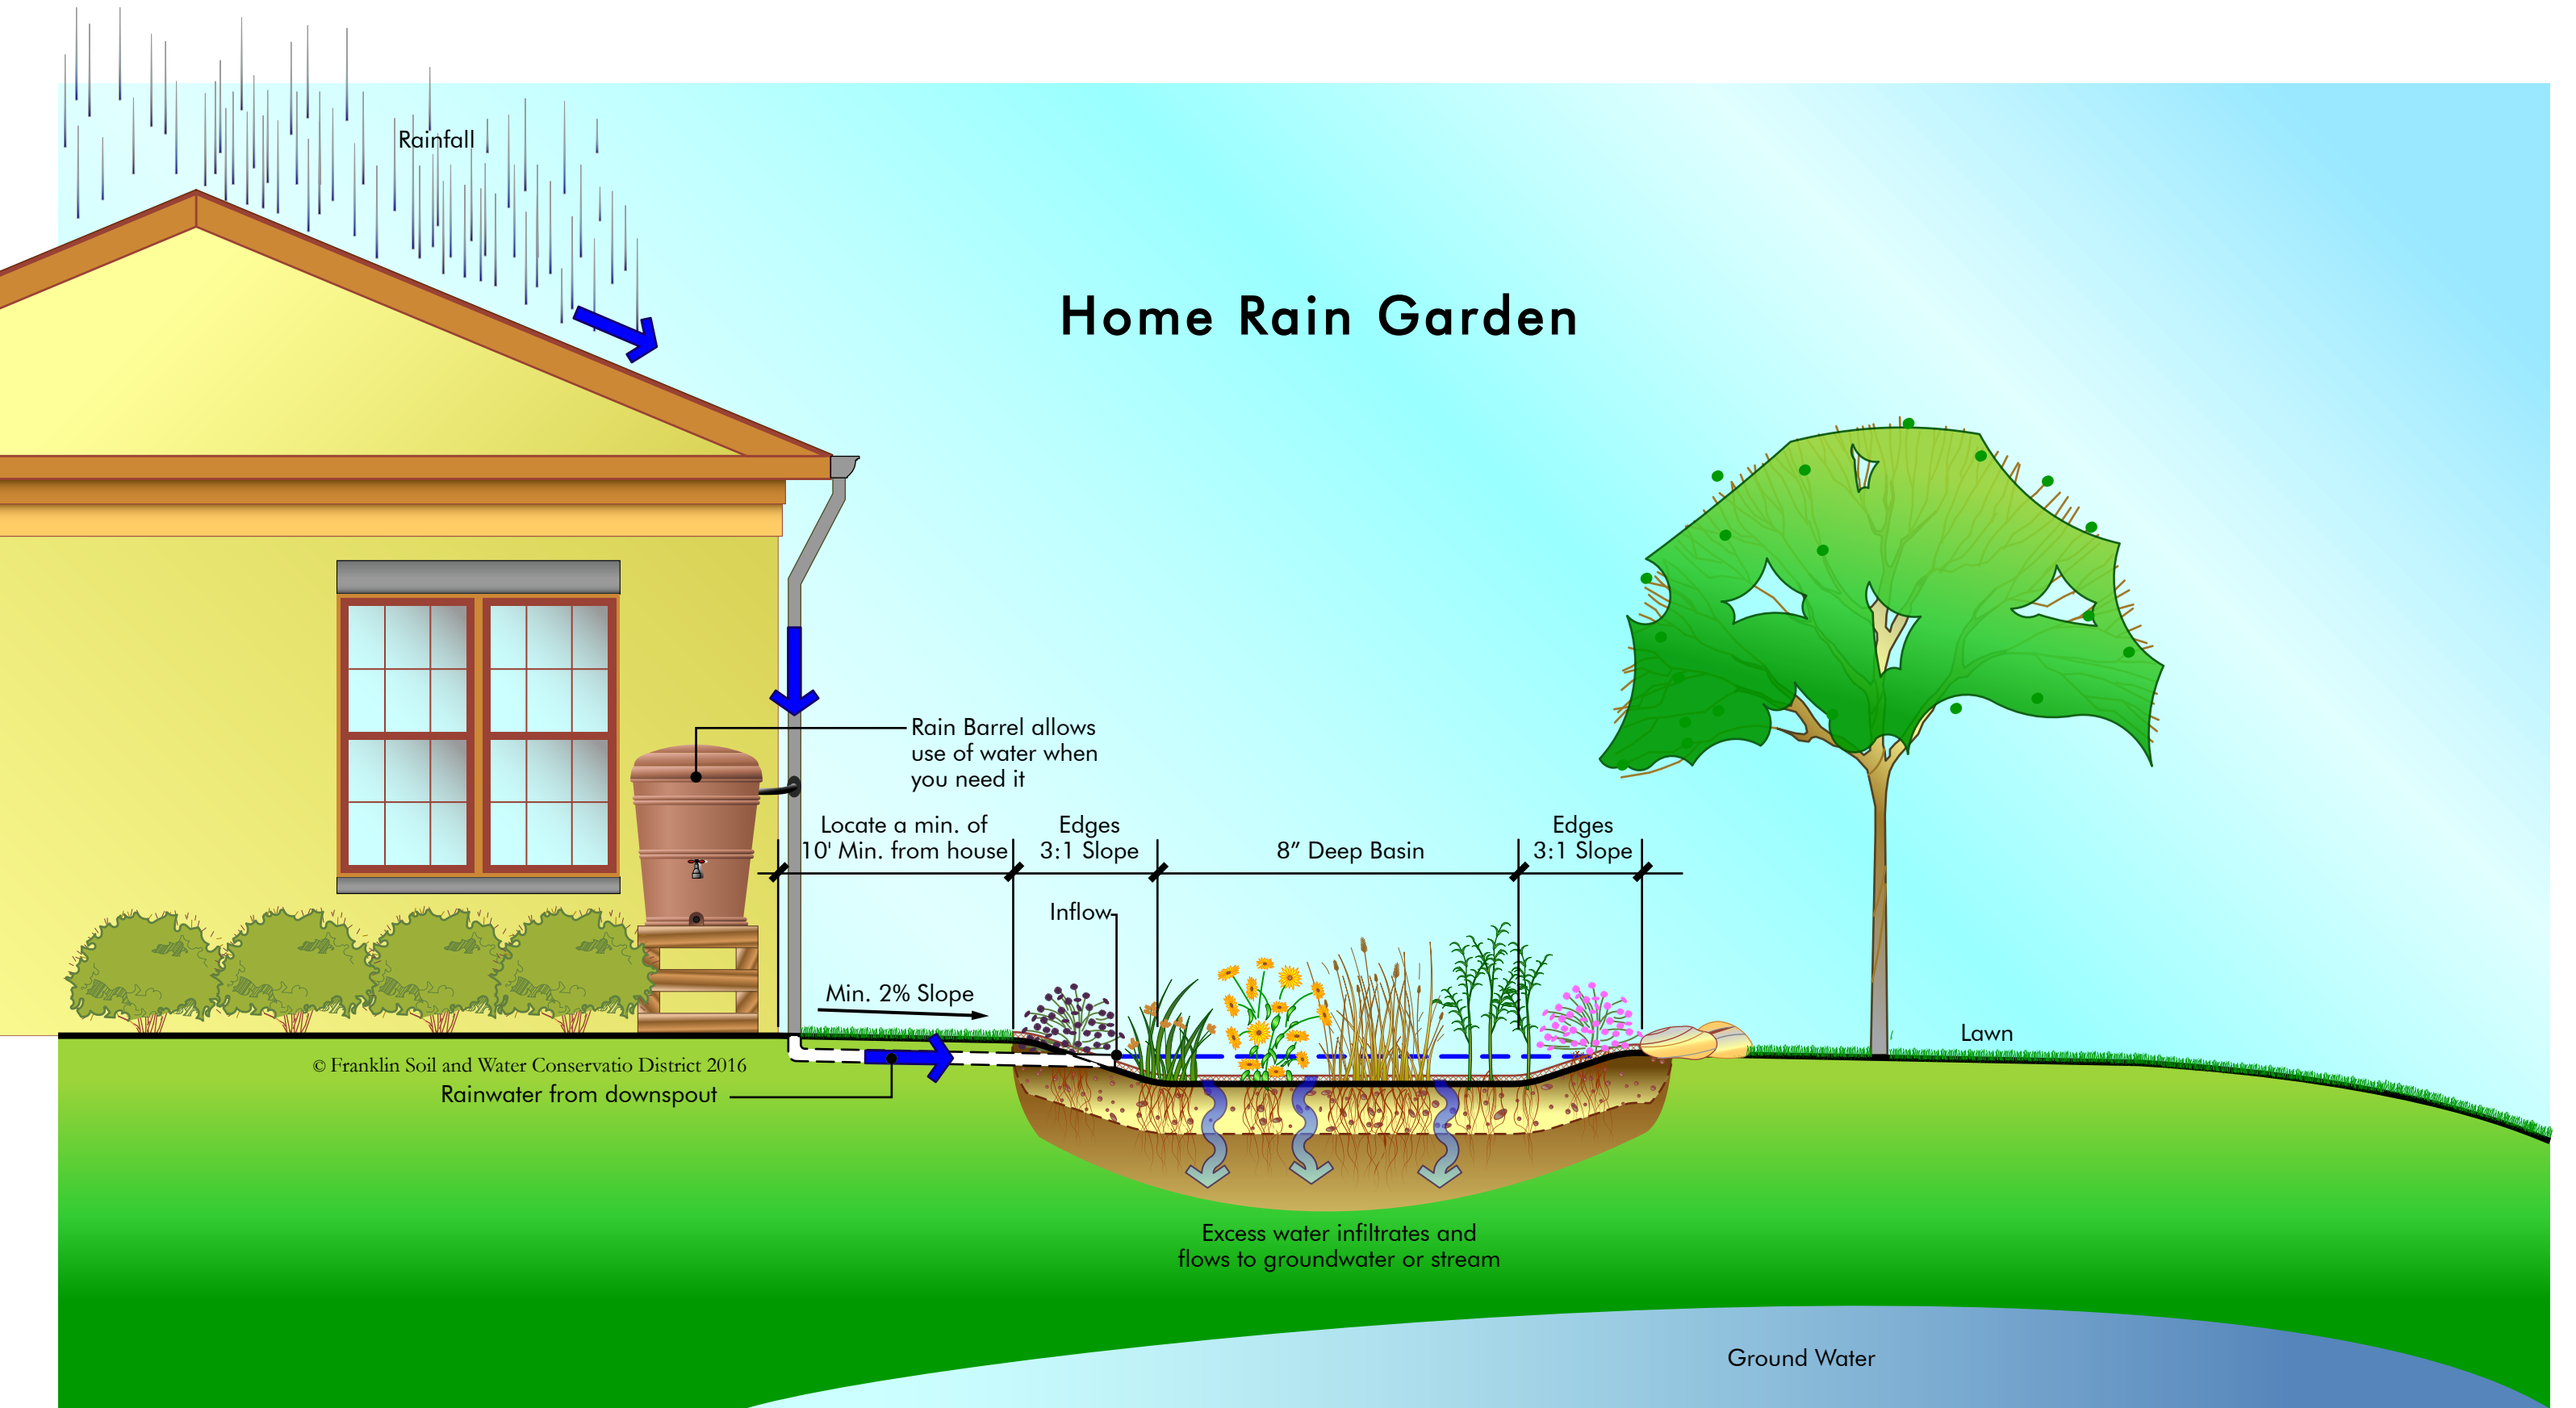 Rainfall
Home Rain Garden
Rain Barrel allows
use of water when
you need it
Locate a min. of
10' Min. from house
Edges
3:1 Slope
8” Deep Basin
Edges
3:1 Slope
Inflow
Min. 2% Slope
Lawn
© Franklin Soil and Water Conservatio District 2016
Rainwater from downspout
Excess water infiltrates and
flows to groundwater or stream
Ground Water